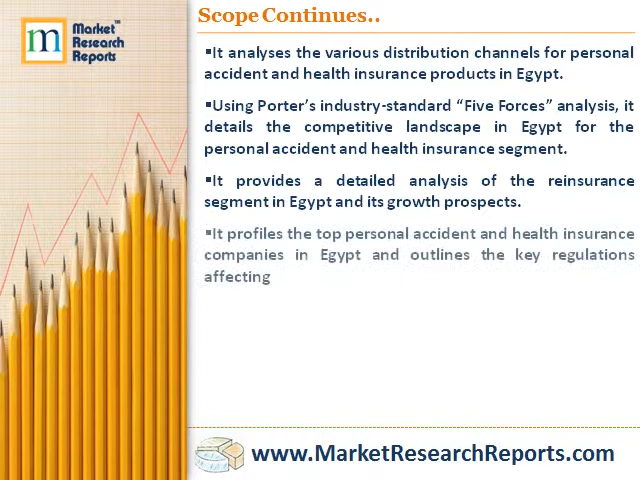 Scope Continues..
m
Market™
Research
Reports
▪It analyses the various distribution channels for personal
accident and health insurance products in Egypt.
▪Using Porter’s industry-standard “Five Forces” analysis, it
details the competitive landscape in Egypt for the
personal accident and health insurance segment.
▪It provides a detailed analysis of the reinsurance
segment in Egypt and its growth prospects.
▪It profiles the top personal accident and health insurance
companies in Egypt and outlines the key regulations
affecting
www.MarketResearchReports.com